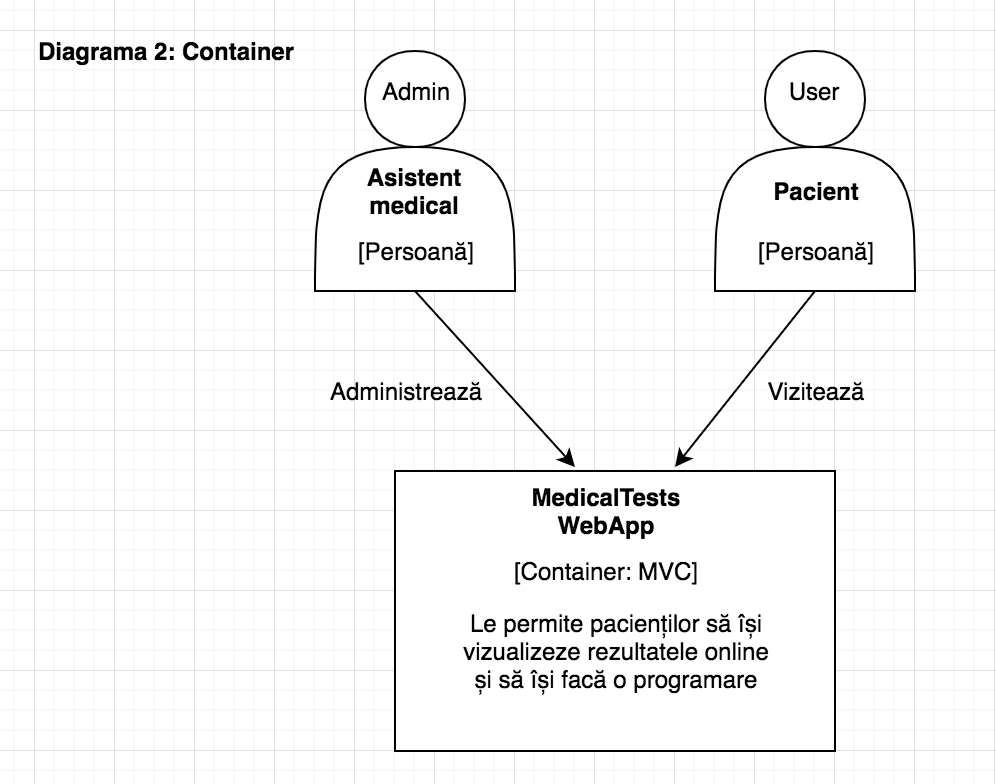 Diagrama 2: Container
Admin
Asistent
medical
[Persoană]
User
Pacient
[Persoană]
Administrează
Vizitează
MedicalTests
WebApp
[Container: MVC]
Le permite pacienților să își
vizualizeze rezultatele online
și să își facă o programare